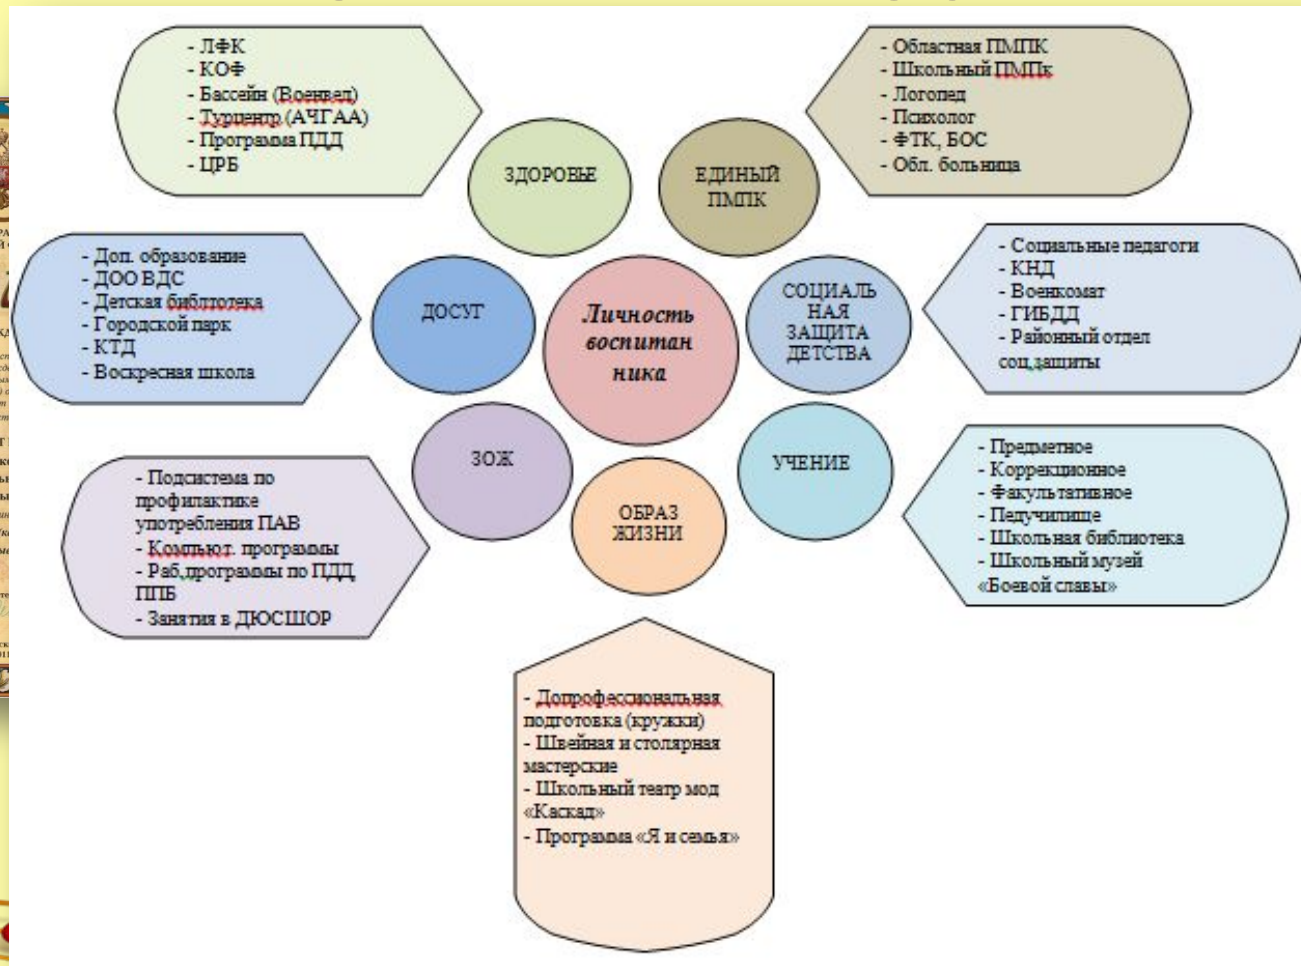 - ЛФК
- КОФ
- Бассейн (Военвед)
- Турцентр (АЧГАА)
- Программа ПДД
- ЦРБ
- Областная ПМПК
- Школьный ПМПк
- Логопед
- Психолог
- ФТК, БОС
- Обл. больница
ЗДОРОВЬЕ
ЕДИНЫЙ
ПМПК
- Доп. образование
- ДОО ВДС
- Детская библтотека
- Городской парк
- КТД
- Воскресная школа
ДОСУГ
Личность
воспитан
ника
СОЦИАЛЬ
НАЯ
ЗАЩИТА
ДЕТСТВА
- Социальные педагоги
- КНД
- Военкомат
- ГИБДД
- Районный отдел
соц,защиты
- Подсистема по
профилактике
употребления ПАВ
- Компьют. программы
- Раб,программы по ПДД,
ППБ
- Занятия в ДЮСШОР
ЗОЖ
ОБРАЗ
ЖИЗНИ
УЧЕНИЕ
- Предметное
- Коррекционное
- Факультативное
- Педучилище
- Школьная библиотека
- Школьный музей
«Боевой славы»
- Допрофессиональная
подготовка (кружки)
- Швейная и столярная
мастерские
- Школьный театр мод
«Каскад»
- Программа «Я и семья»